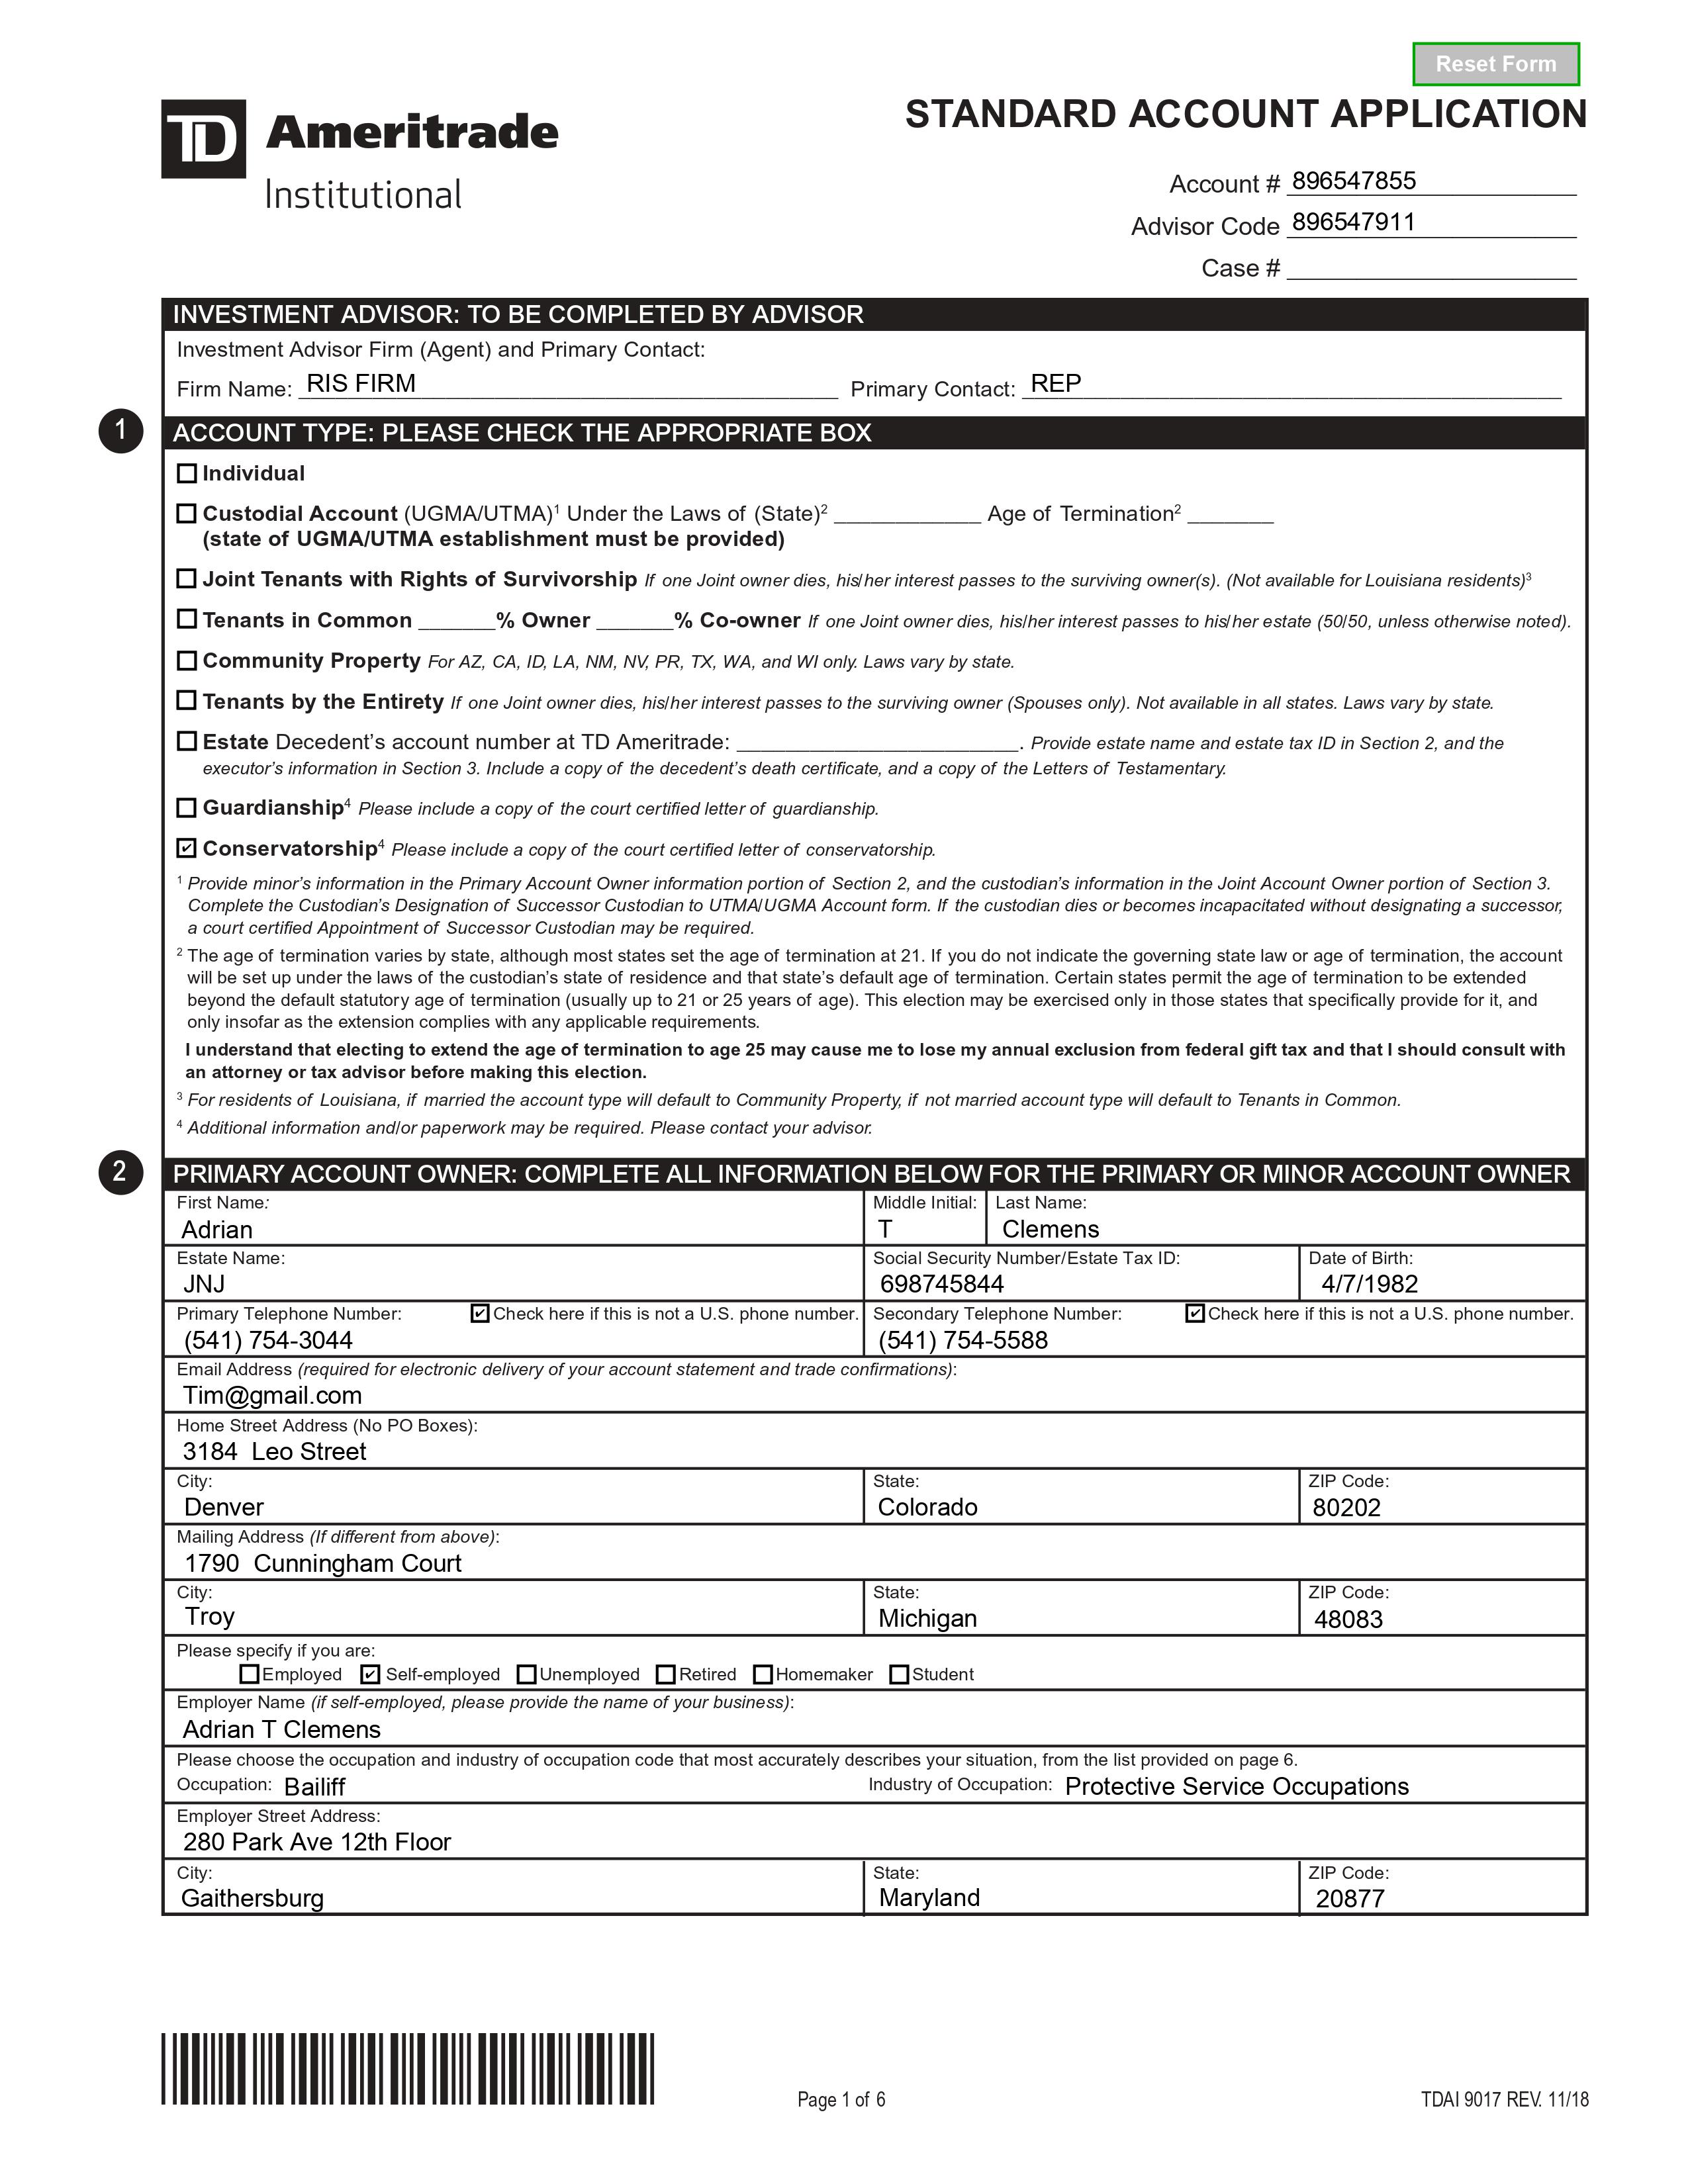 Reset Form
TD Ameritrade
Institutional
STANDARD ACCOUNT APPLICATION
Account # 896547855
Advisor Code 896547911
Case #
INVESTMENT ADVISOR: TO BE COMPLETED BY ADVISOR
Investment Advisor Firm (Agent) and Primary Contact:
Firm Name: RIS FIRM Primary Contact: REP
1 ACCOUNT TYPE: PLEASE CHECK THE APPROPRIATE BOX
Individual
Custodial Account (UGMA/UTMA)¹ Under the Laws of (State)² ____________ Age of Termination² _______
(state of UGMA/UTMA establishment must be provided)
Joint Tenants with Rights of Survivorship If one Joint owner dies, his/her interest passes to the surviving owner(s). (Not available for Louisiana residents)³
Tenants in Common ______% Owner ______% Co-owner If one Joint owner dies, his/her interest passes to his/her estate (50/50, unless otherwise noted).
Community Property For AZ, CA, ID, LA, NM, NV, PR, TX, WA, and WI only. Laws vary by state.
Tenants by the Entirety If one Joint owner dies, his/her interest passes to the surviving owner (Spouses only). Not available in all states. Laws vary by state.
Estate Decedent's account number at TD Ameritrade: _______________________. Provide estate name and estate tax ID in Section 2, and the
executor's information in Section 3. Include a copy of the decedent's death certificate, and a copy of the Letters of Testamentary.
Guardianship⁴ Please include a copy of the court certified letter of guardianship.
✔ Conservatorship⁴ Please include a copy of the court certified letter of conservatorship.
¹ Provide minor's information in the Primary Account Owner information portion of Section 2, and the custodian's information in the Joint Account Owner portion of Section 3.
Complete the Custodian's Designation of Successor Custodian to UTMA/UGMA Account form. If the custodian dies or becomes incapacitated without designating a successor,
a court certified Appointment of Successor Custodian may be required.
² The age of termination varies by state, although most states set the age of termination at 21. If you do not indicate the governing state law or age of termination, the account
will be set up under the laws of the custodian's state of residence and that state's default age of termination. Certain states permit the age of termination to be extended
beyond the default statutory age of termination (usually up to 21 or 25 years of age). This election may be exercised only in those states that specifically provide for it, and
only insofar as the extension complies with any applicable requirements.
I understand that electing to extend the age of termination to age 25 may cause me to lose my annual exclusion from federal gift tax and that I should consult with
an attorney or tax advisor before making this election.
³ For residents of Louisiana, if married the account type will default to Community Property, if not married account type will default to Tenants in Common.
⁴ Additional information and/or paperwork may be required. Please contact your advisor.
2 PRIMARY ACCOUNT OWNER: COMPLETE ALL INFORMATION BELOW FOR THE PRIMARY OR MINOR ACCOUNT OWNER
First Name: Middle Initial: Last Name:
Adrian T Clemens
Estate Name: Social Security Number/Estate Tax ID: Date of Birth:
JNJ 698745844 4/7/1982
Primary Telephone Number: ✔ Check here if this is not a U.S. phone number. Secondary Telephone Number: ✔ Check here if this is not a U.S. phone number.
(541) 754-3044 (541) 754-5588
Email Address (required for electronic delivery of your account statement and trade confirmations):
Tim@gmail.com
Home Street Address (No PO Boxes):
3184 Leo Street
City: State: ZIP Code:
Denver Colorado 80202
Mailing Address (If different from above):
1790 Cunningham Court
City: State: ZIP Code:
Troy Michigan 48083
Please specify if you are:
Employed ✔ Self-employed Unemployed Retired Homemaker Student
Employer Name (if self-employed, please provide the name of your business):
Adrian T Clemens
Please choose the occupation and industry of occupation code that most accurately describes your situation, from the list provided on page 6.
Occupation: Bailiff Industry of Occupation: Protective Service Occupations
Employer Street Address:
280 Park Ave 12th Floor
City: State: ZIP Code:
Gaithersburg Maryland 20877
Page 1 of 6 TDAI 9017 REV. 11/18